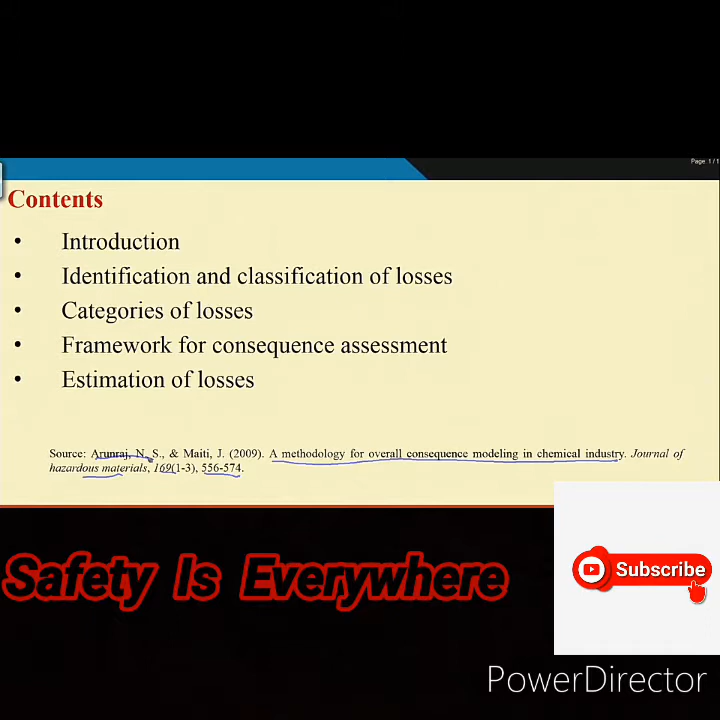 Page: 1 / 1
Contents
• Introduction
• Identification and classification of losses
• Categories of losses
• Framework for consequence assessment
• Estimation of losses
Source: Arunraj, N. S., & Maiti, J. (2009). A methodology for overall consequence modeling in chemical industry. Journal of
hazardous materials, 169(1-3), 556-574.
Safety Is Everywhere
Subscribe
PowerDirector